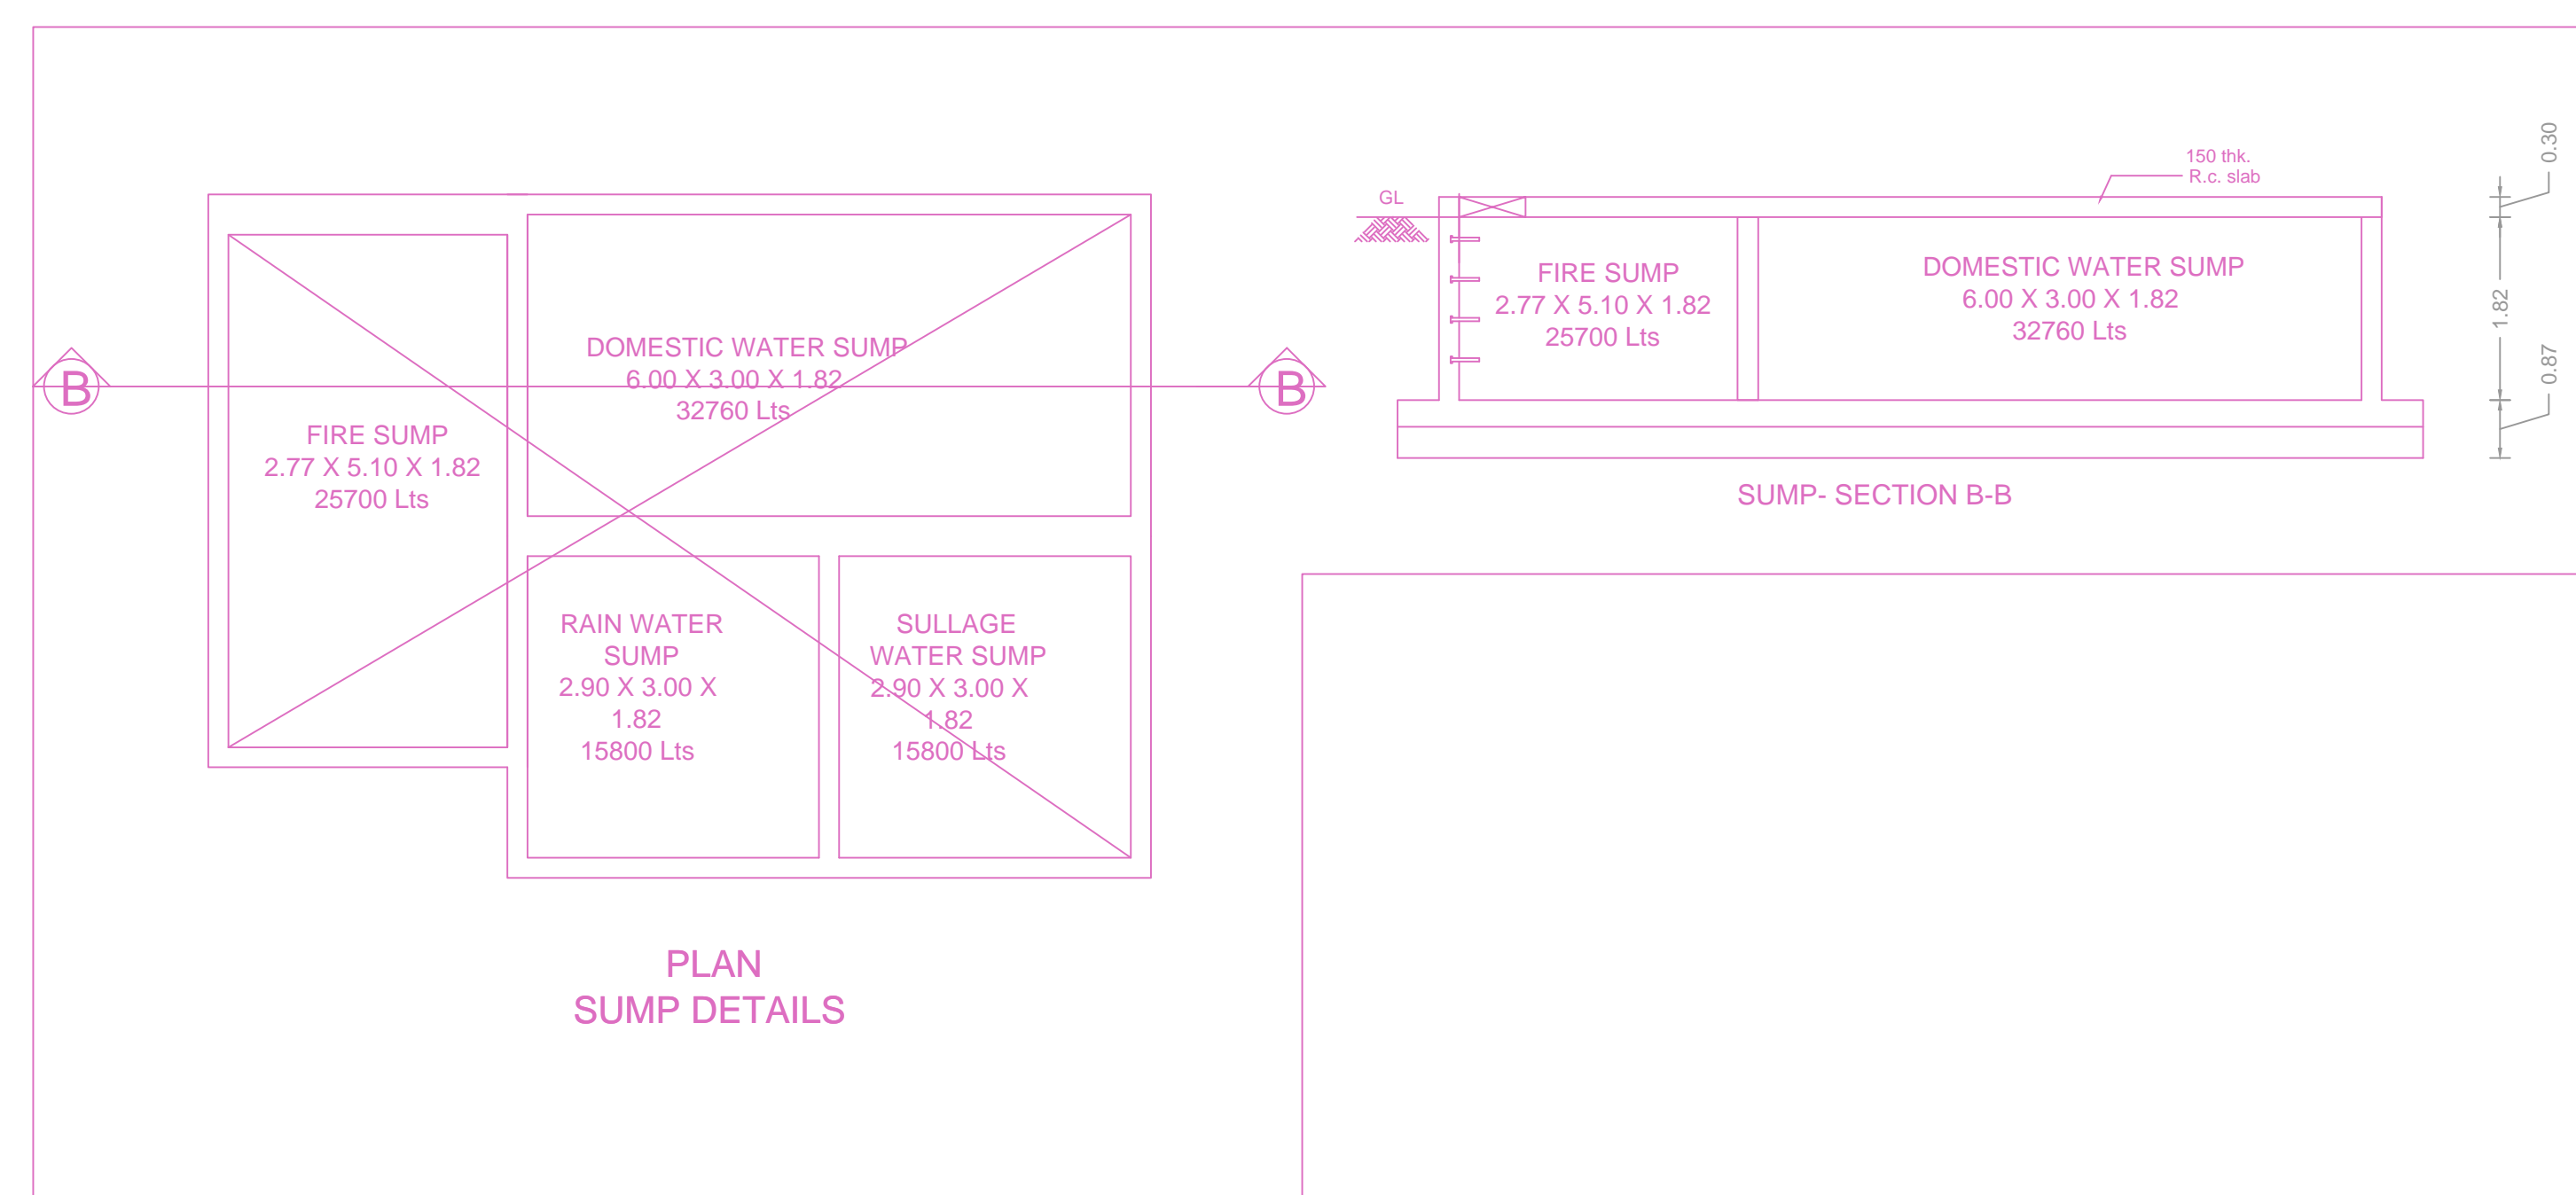 B
DOMESTIC WATER SUMP
6.00 X 3.00 X 1.82
32760 Lts
B
FIRE SUMP
2.77 X 5.10 X 1.82
25700 Lts
RAIN WATER
SUMP
2.90 X 3.00 X
1.82
15800 Lts
SULLAGE
WATER SUMP
2.90 X 3.00 X
1.82
15800 Lts
PLAN
SUMP DETAILS
GL
150 thk.
R.c. slab
FIRE SUMP
2.77 X 5.10 X 1.82
25700 Lts
DOMESTIC WATER SUMP
6.00 X 3.00 X 1.82
32760 Lts
0.30
1.82
0.87
SUMP- SECTION B-B